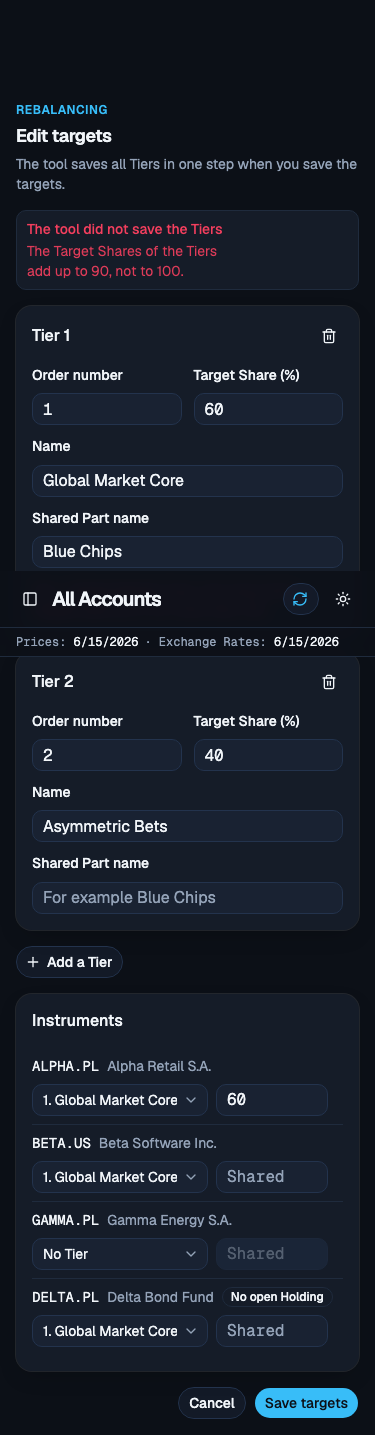 REBALANCING
Edit targets
The tool saves all Tiers in one step when you save the
targets.
The tool did not save the Tiers
The Target Shares of the Tiers
add up to 90, not to 100.
Tier 1
Order number
Target Share (%)
1
60
Name
Global Market Core
Shared Part name
Blue Chips
All Accounts
Prices: 6/15/2026 · Exchange Rates: 6/15/2026
Tier 2
Order number
Target Share (%)
2
40
Name
Asymmetric Bets
Shared Part name
For example Blue Chips
+ Add a Tier
Instruments
ALPHA.PL Alpha Retail S.A.
1. Global Market Core
60
BETA.US Beta Software Inc.
1. Global Market Core
Shared
GAMMA.PL Gamma Energy S.A.
No Tier
Shared
DELTA.PL Delta Bond Fund No open Holding
1. Global Market Core
Shared
Cancel
Save targets